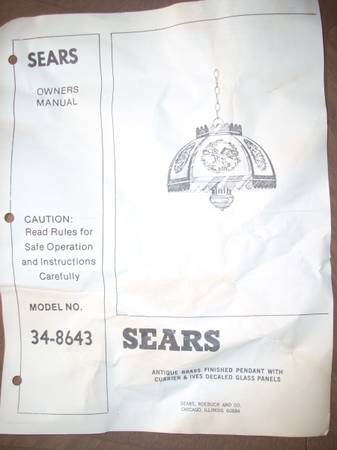 SEARS
OWNERS
MANUAL
CAUTION:
Read Rules for
Safe Operation
and Instructions
Carefully
MODEL NO.
34-8643
SEARS
ANTIQUE BRASS FINISHED PENDANT WITH
CURRIER & IVES DECALED GLASS PANELS
SEARS, ROEBUCK AND CO.
CHICAGO, ILLINOIS 60684